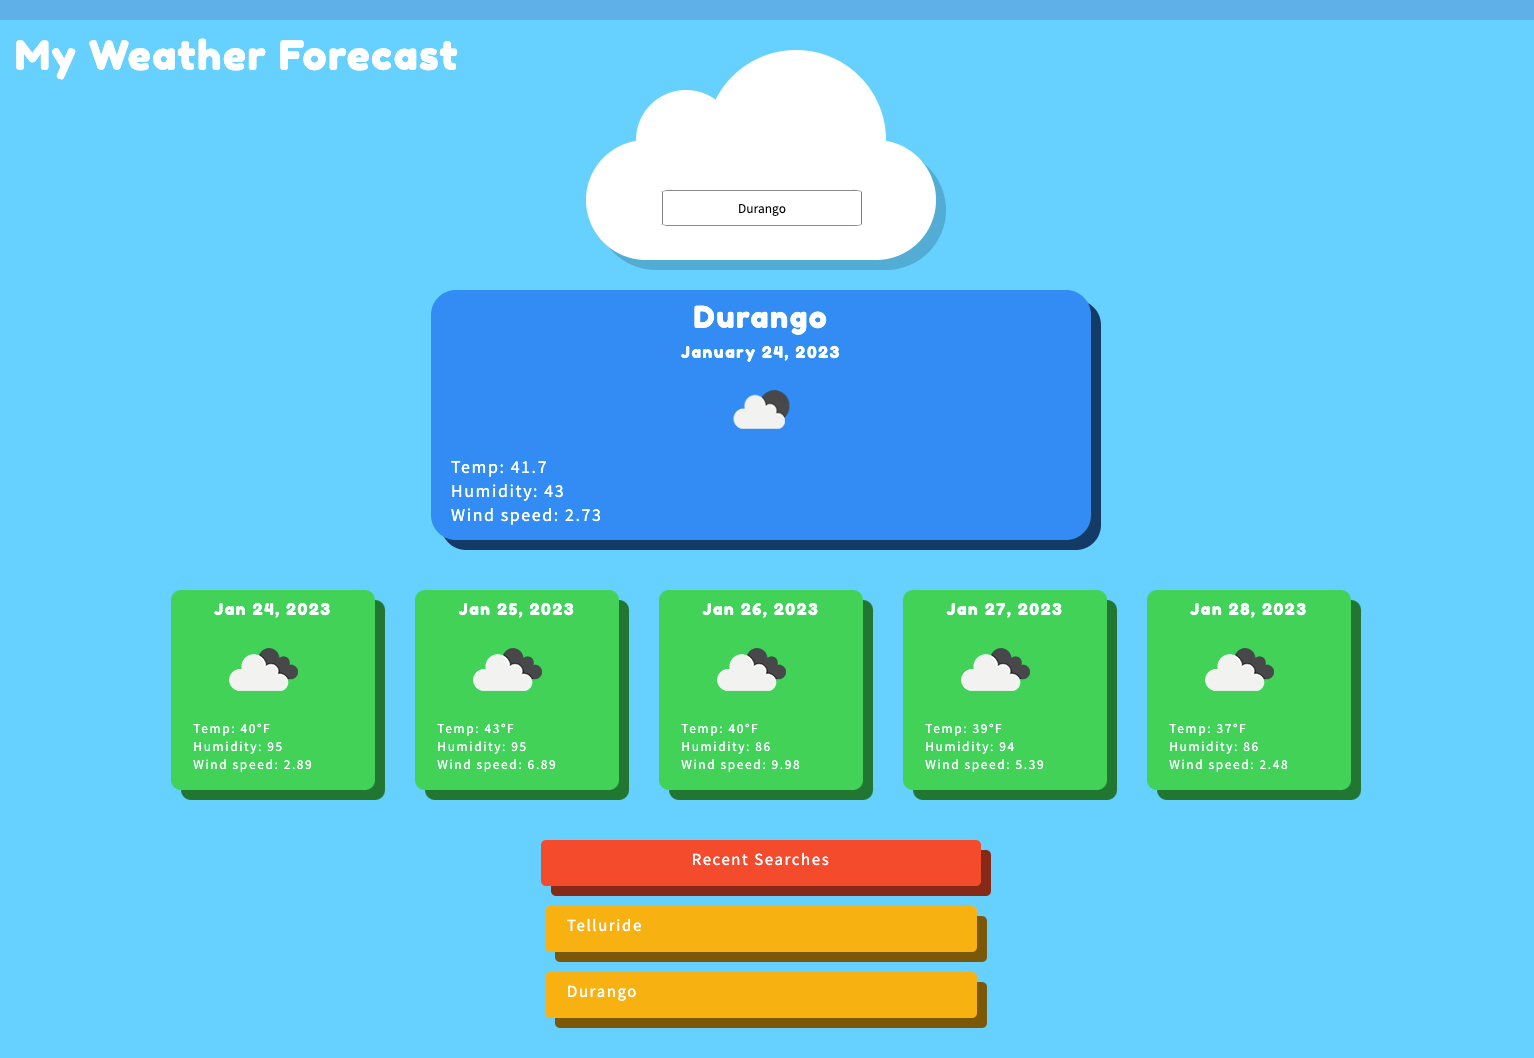 My Weather Forecast
Durango
Durango
January 24, 2023
Temp: 41.7
Humidity: 43
Wind speed: 2.73
Jan 24, 2023
Temp: 40°F
Humidity: 95
Wind speed: 2.89
Jan 25, 2023
Temp: 43°F
Humidity: 95
Wind speed: 6.89
Jan 26, 2023
Temp: 40°F
Humidity: 86
Wind speed: 9.98
Jan 27, 2023
Temp: 39°F
Humidity: 94
Wind speed: 5.39
Jan 28, 2023
Temp: 37°F
Humidity: 86
Wind speed: 2.48
Recent Searches
Telluride
Durango